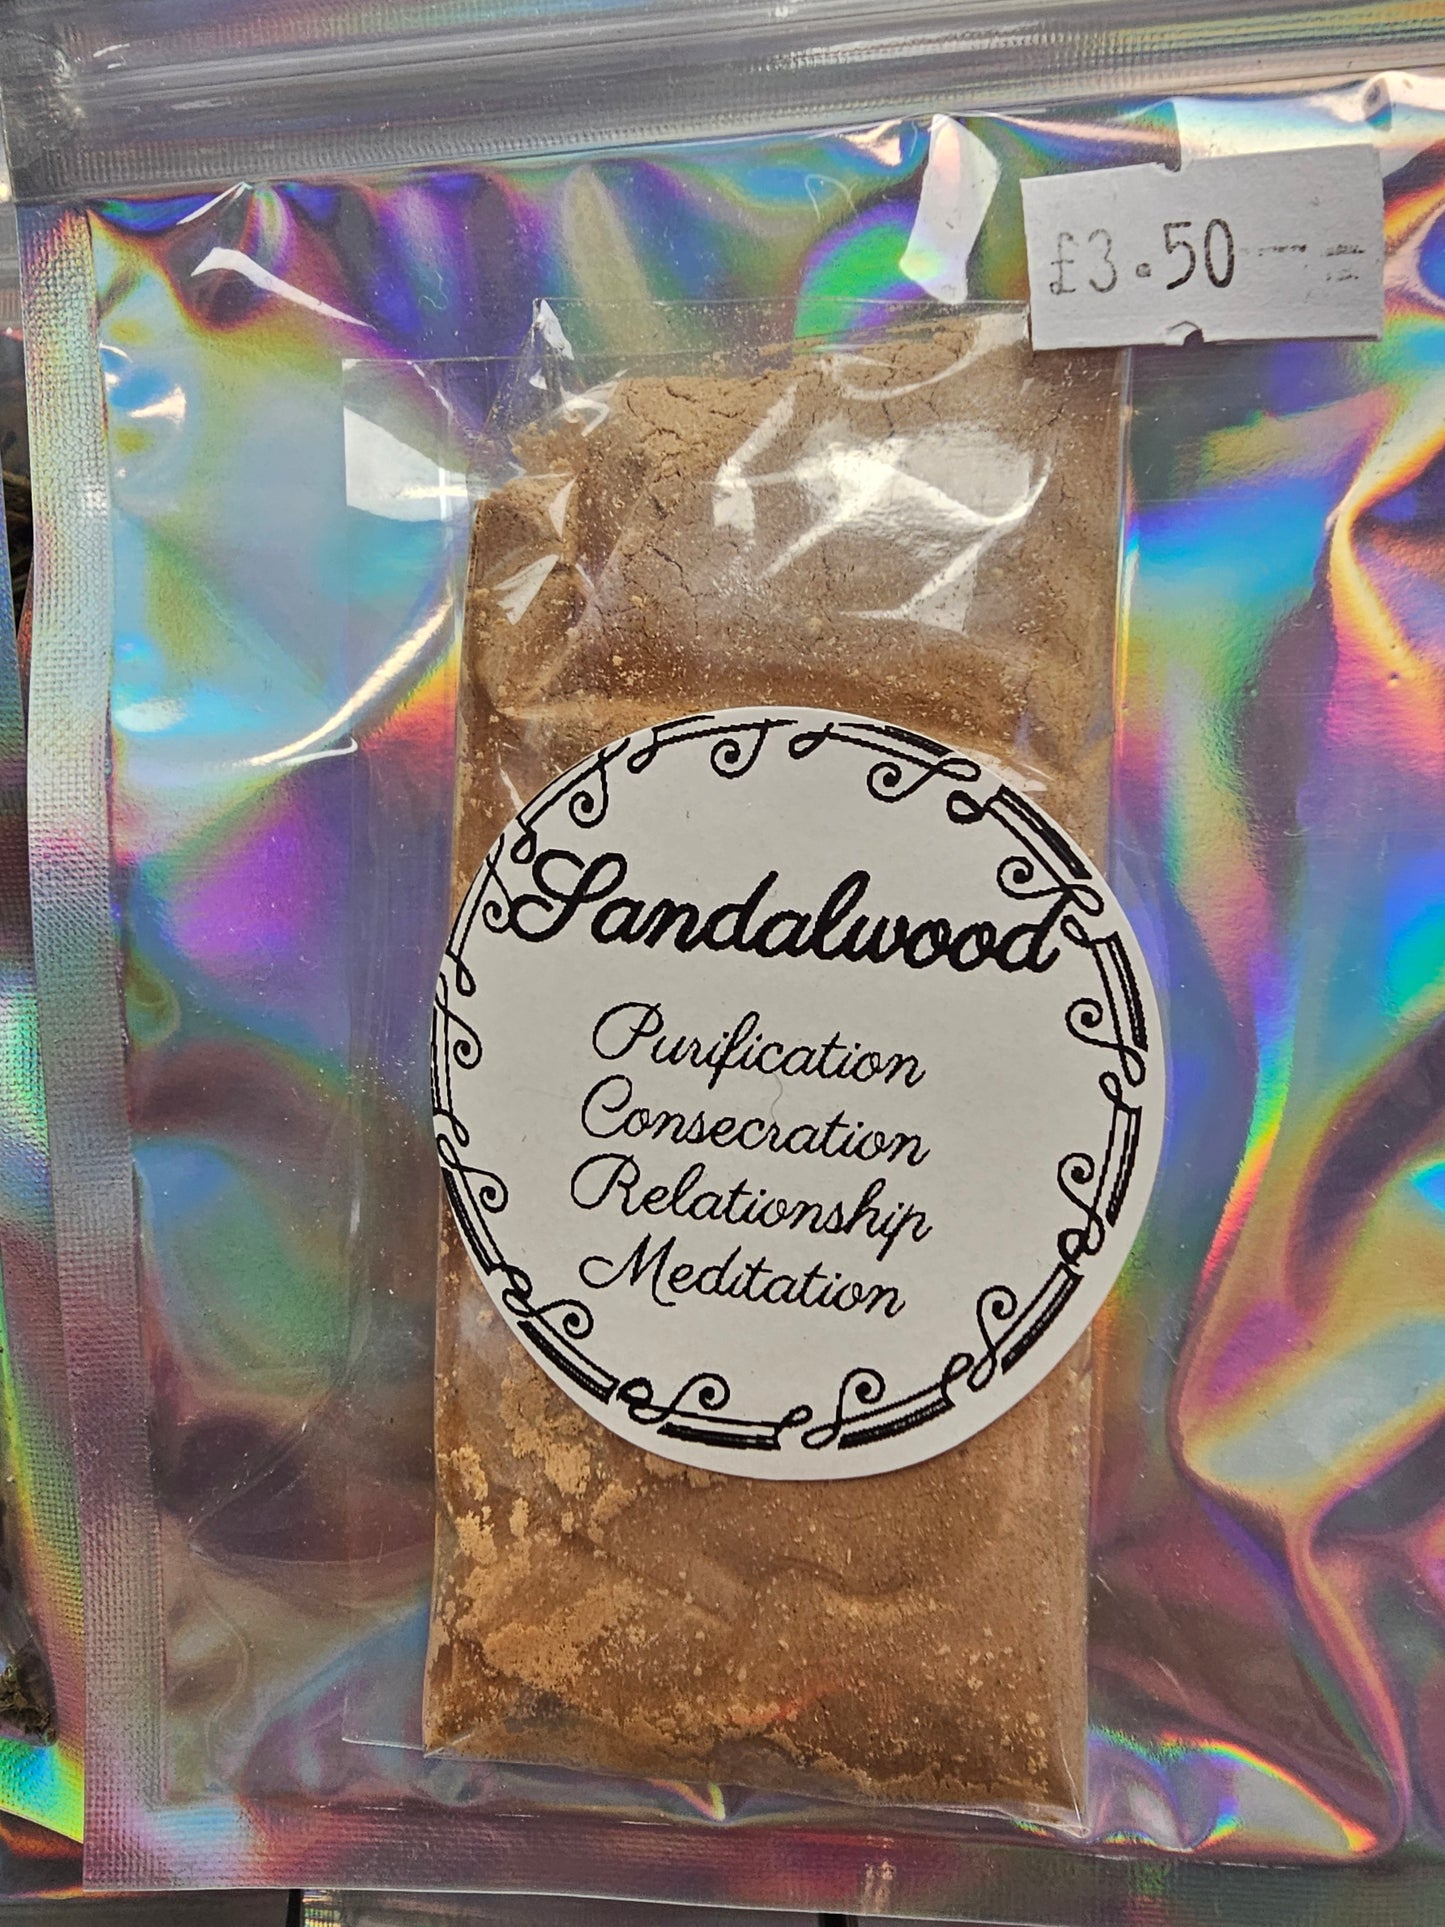 £3.50
Sandalwood
Purification
Consecration
Relationship
Meditation